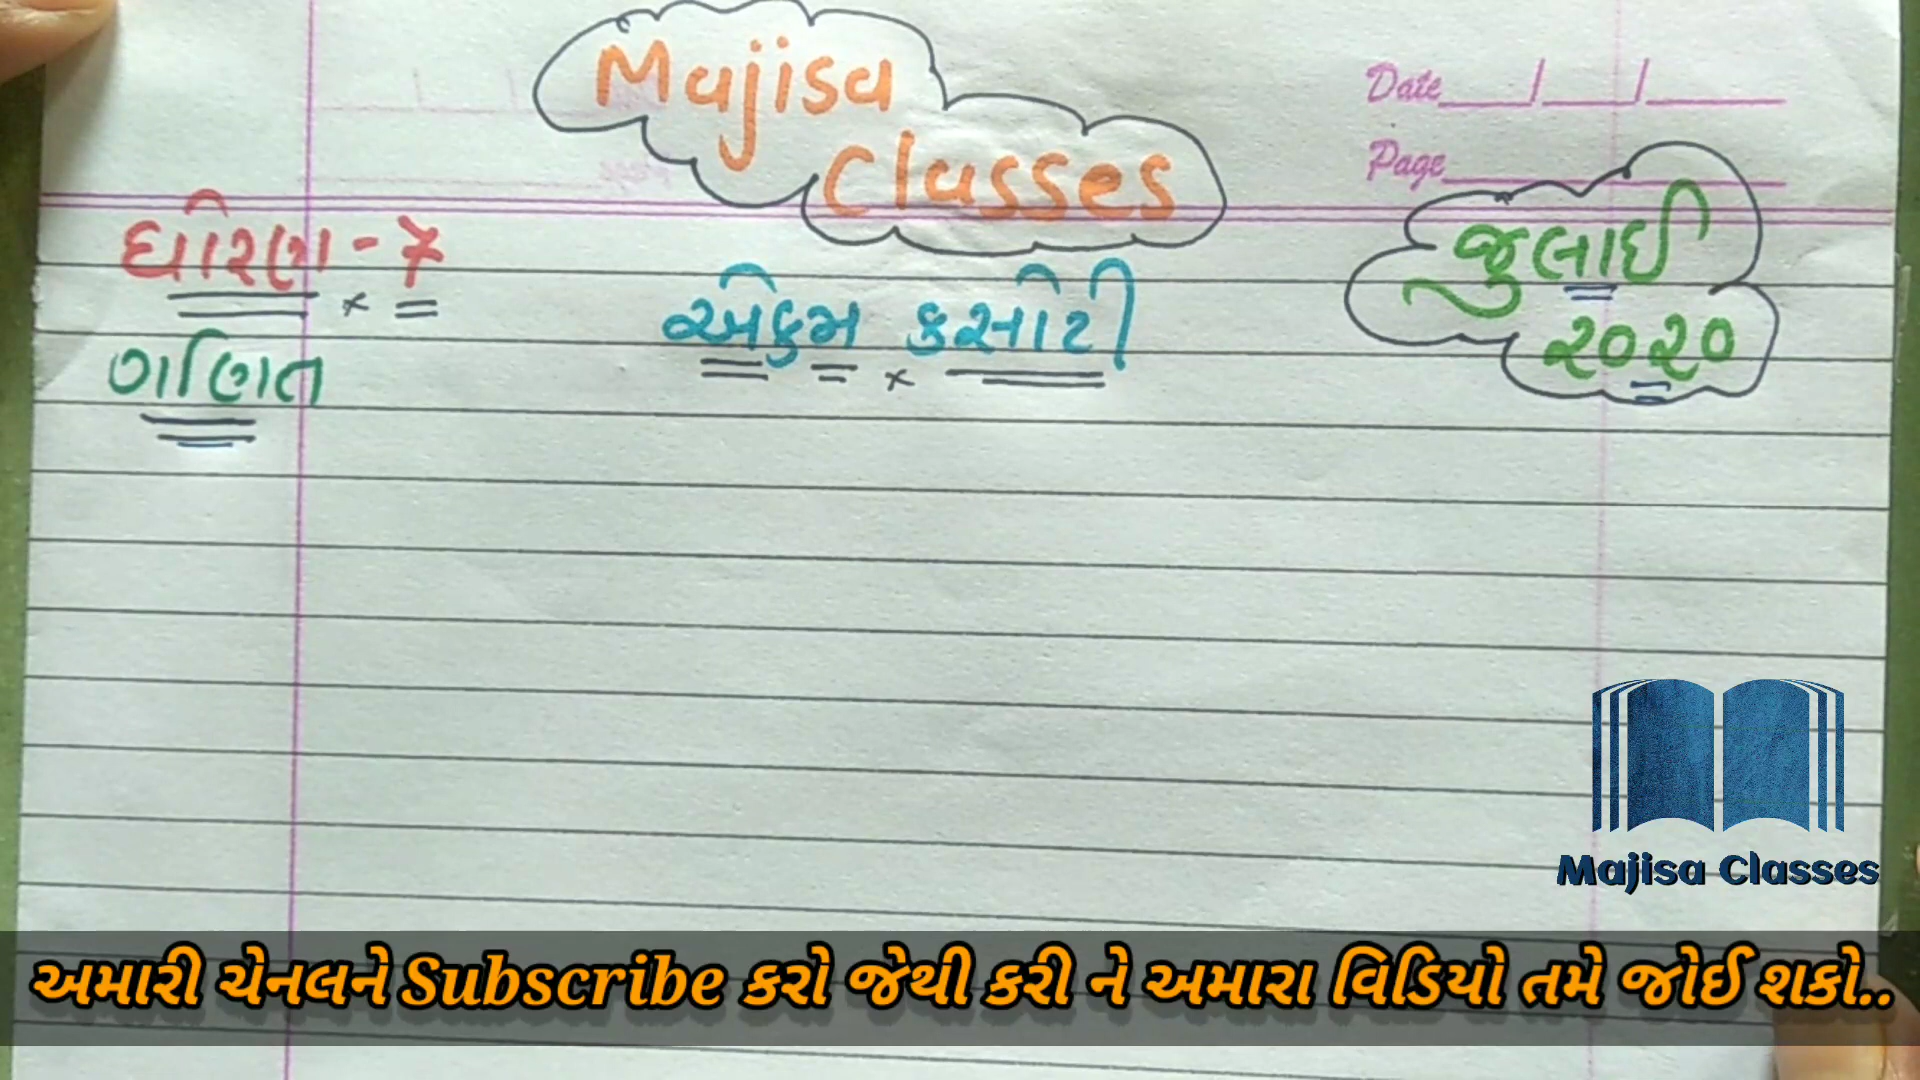 Majisa
Classes
Date
Page
ધોરણ - ૭
એકમ કસોટી
જુલાઈ
૨૦૨૦
ગણિત
Majisa Classes
અમારી ચેનલને Subscribe કરો જેથી કરી ને અમારા વિડિયો તમે જોઈ શકો..